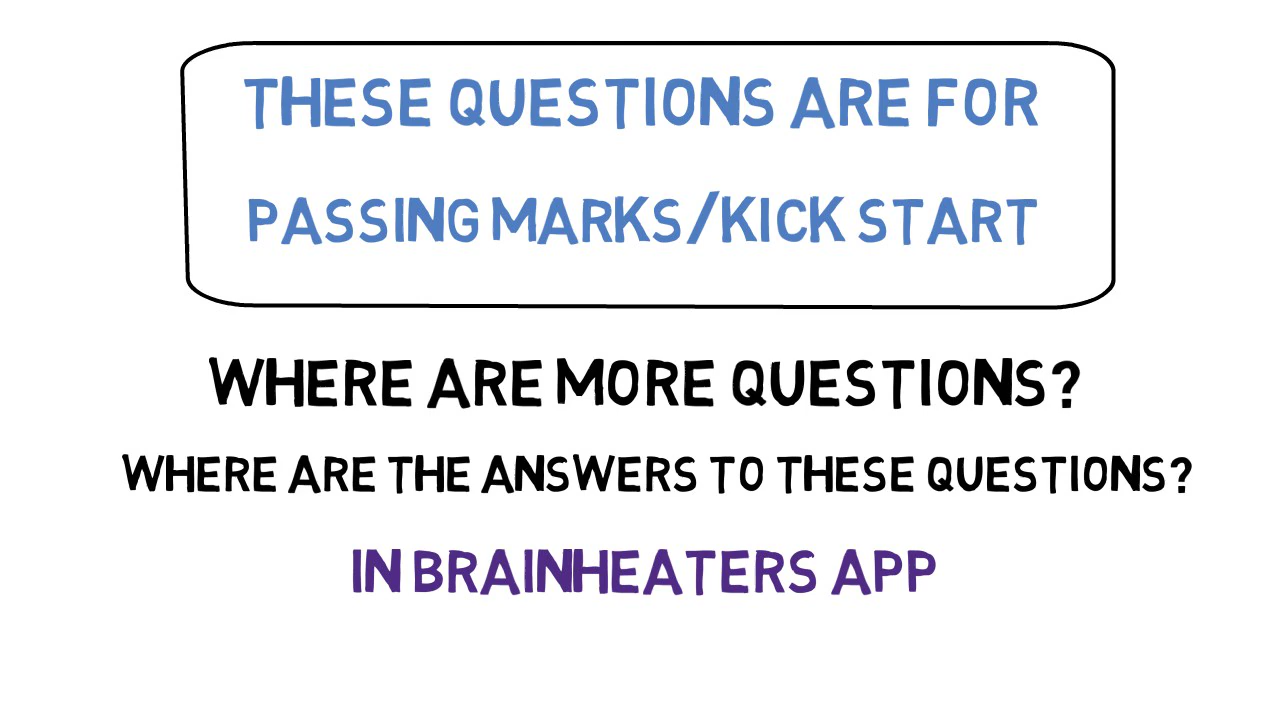 THESE QUESTIONS ARE FOR
PASSING MARKS/KICK START
WHERE ARE MORE QUESTIONS?
WHERE ARE THE ANSWERS TO THESE QUESTIONS?
IN BRAINHEATERS APP